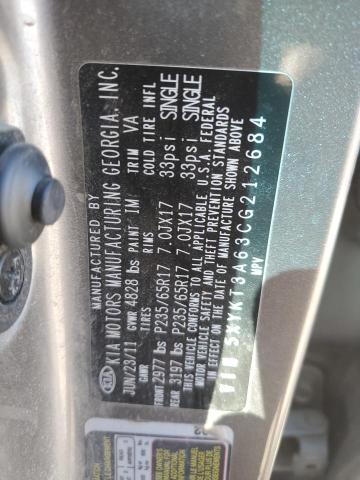 MANUFACTURED BY
KIA MOTORS MANUFACTURING GEORGIA, INC.
JUN/23/11 GVWR 4828 lbs PAINT IM TRIM VA
GAWR TIRES RIMS COLD TIRE INFL
FRONT 2977 lbs P235/65R17 7.0JX17 33psi SINGLE
REAR 3197 lbs P235/65R17 7.0JX17 33psi SINGLE
THIS VEHICLE CONFORMS TO ALL APPLICABLE U.S.A. FEDERAL
MOTOR VEHICLE SAFETY AND THEFT PREVENTION STANDARDS
IN EFFECT ON THE DATE OF MANUFACTURE SHOWN ABOVE
VIN 5XYKT3A63CG212684
MPV